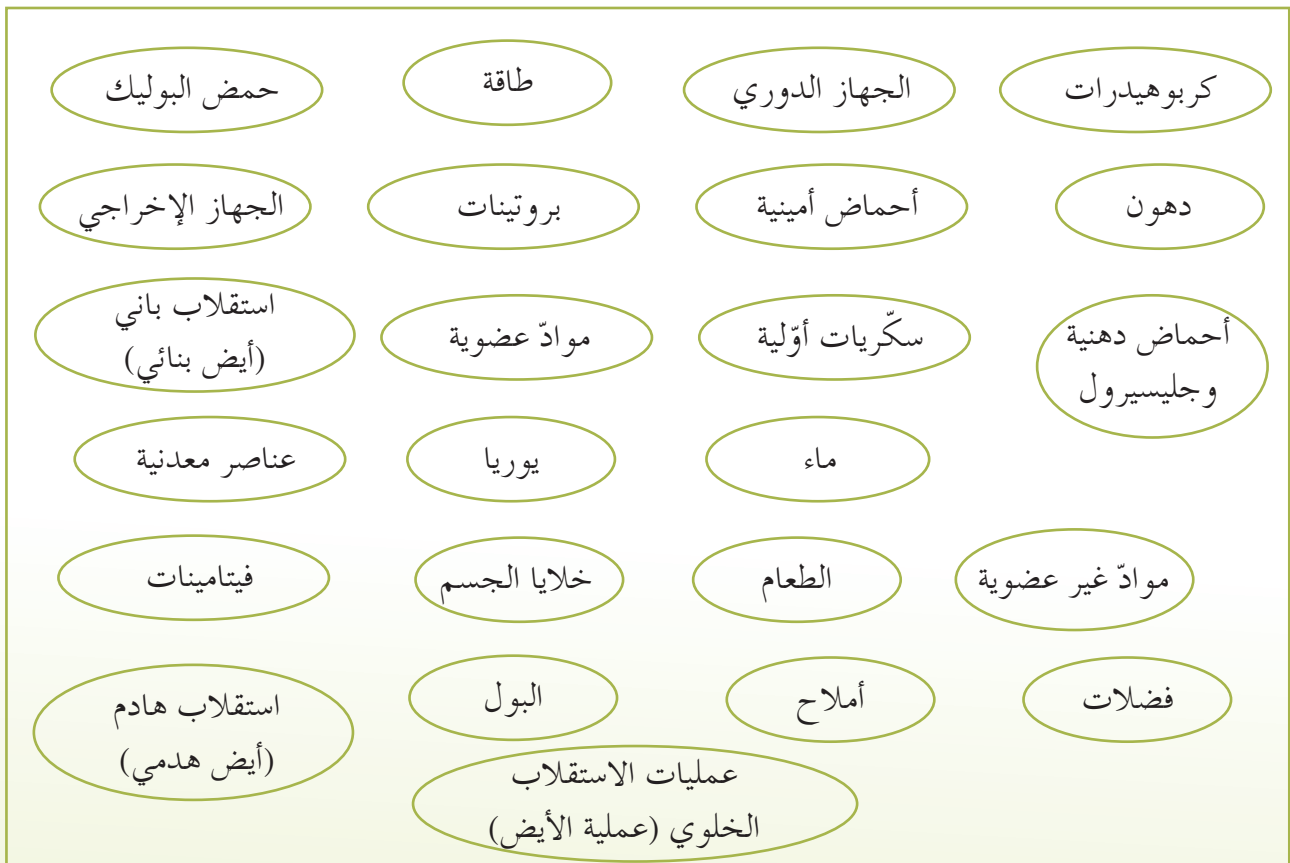 كربوهيدرات
الجهاز الدوري
طاقة
حمض البوليك
دهون
أحماض أمينية
بروتينات
الجهاز الإخراجي
أحماض دهنية
وجليسيرول
سكّريات أوّلية
موادّ عضوية
استقلاب باني
(أيض بنائي)
ماء
يوريا
عناصر معدنية
موادّ غير عضوية
الطعام
خلايا الجسم
فيتامينات
فضلات
أملاح
البول
استقلاب هادم
(أيض هدمي)
عمليات الاستقلاب
الخلوي (عملية الأيض)